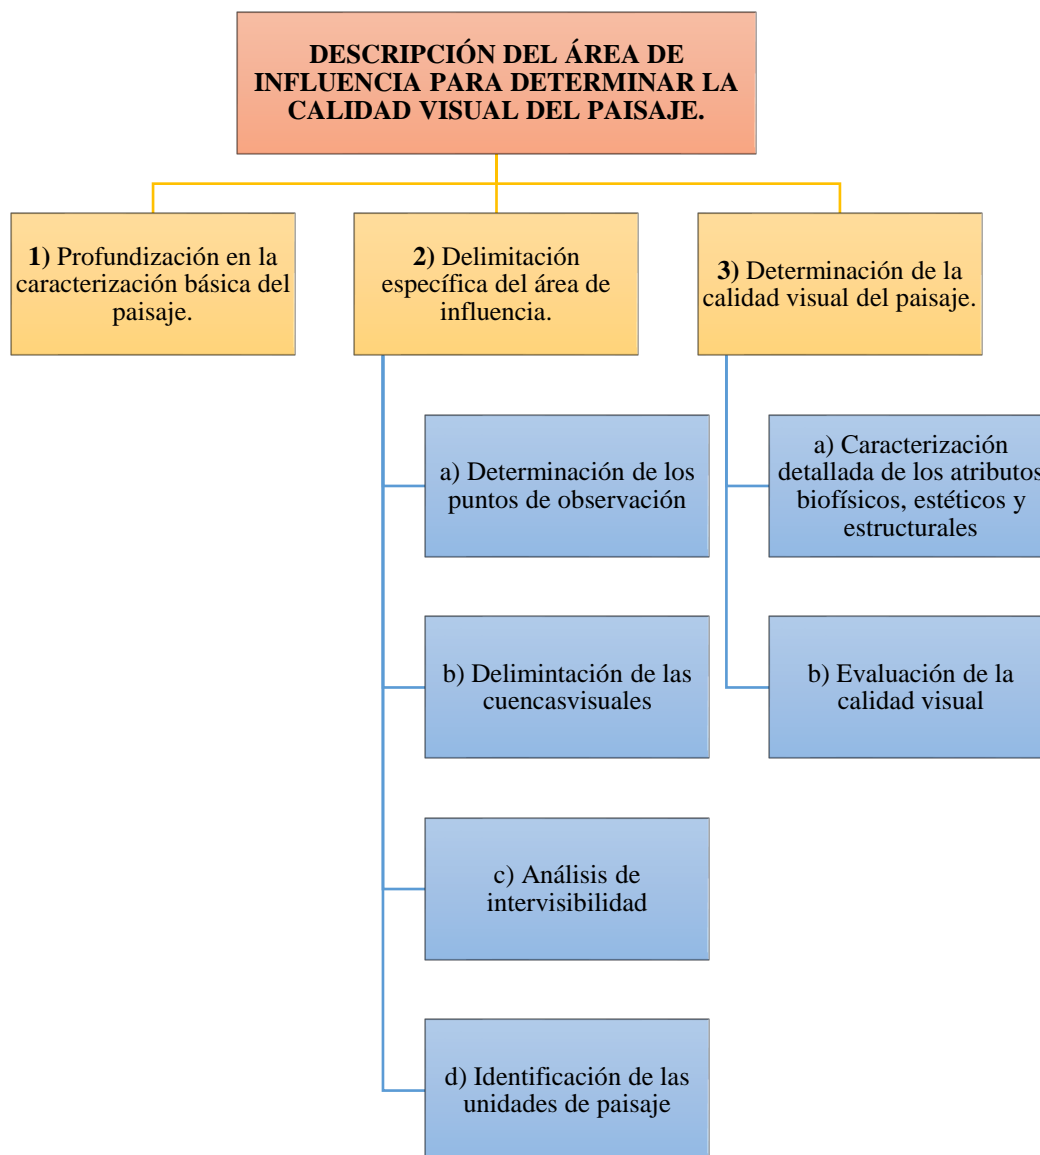 DESCRIPCIÓN DEL ÁREA DE
INFLUENCIA PARA DETERMINAR LA
CALIDAD VISUAL DEL PAISAJE.
1) Profundización en la
caracterización básica del
paisaje.
2) Delimitación
específica del área de
influencia.
a) Determinación de los
puntos de observación
b) Delimintación de las
cuencasvisuales
c) Análisis de
intervisibilidad
d) Identificación de las
unidades de paisaje
3) Determinación de la
calidad visual del paisaje.
a) Caracterización
detallada de los atributos
biofísicos, estéticos y
estructurales
b) Evaluación de la
calidad visual